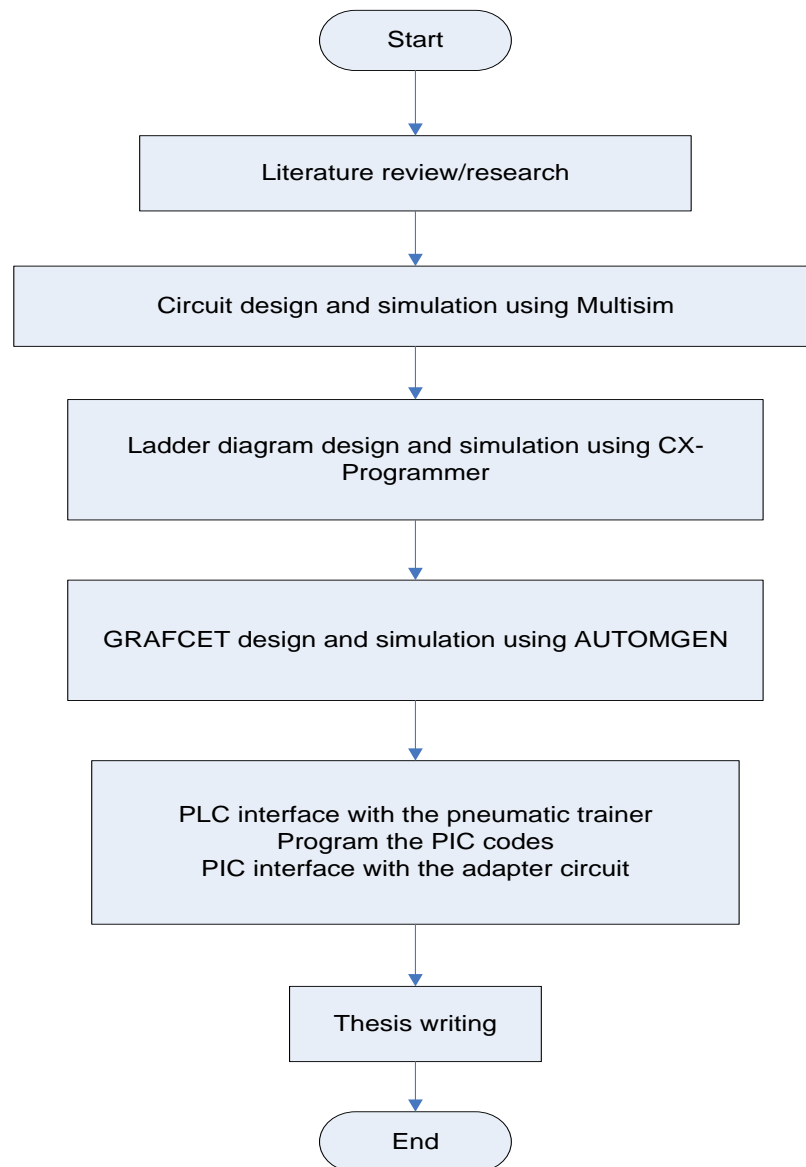 Start
Literature review/research
Circuit design and simulation using Multisim
Ladder diagram design and simulation using CX-
Programmer
GRAFCET design and simulation using AUTOMGEN
PLC interface with the pneumatic trainer
Program the PIC codes
PIC interface with the adapter circuit
Thesis writing
End